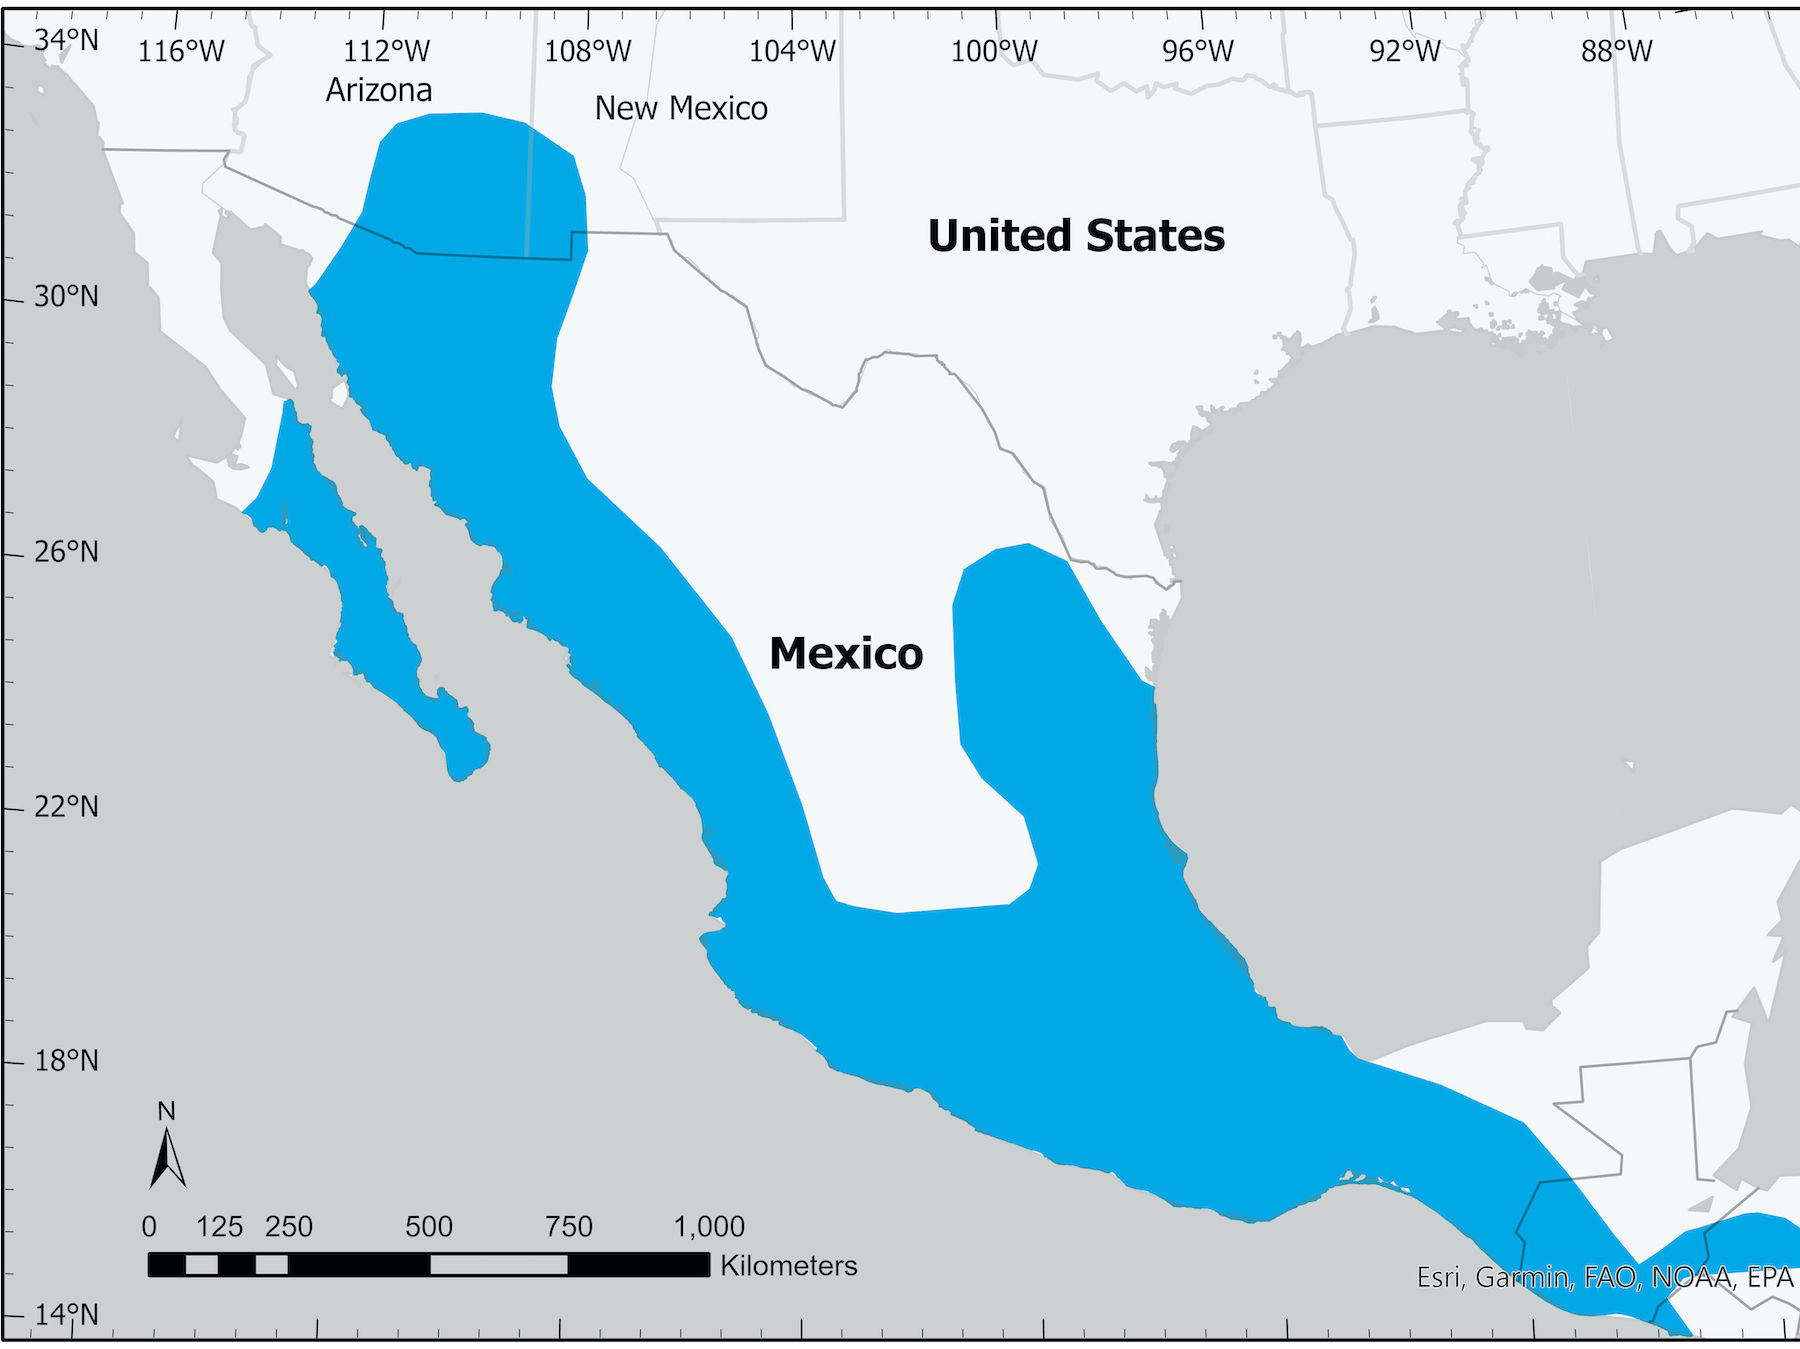 34°N
116°W 112°W 108°W 104°W 100°W 96°W 92°W 88°W
Arizona
New Mexico
United States
30°N
26°N
Mexico
22°N
18°N
N
0 125 250 500 750 1,000
Kilometers
Esri, Garmin, FAO, NOAA, EPA
14°N